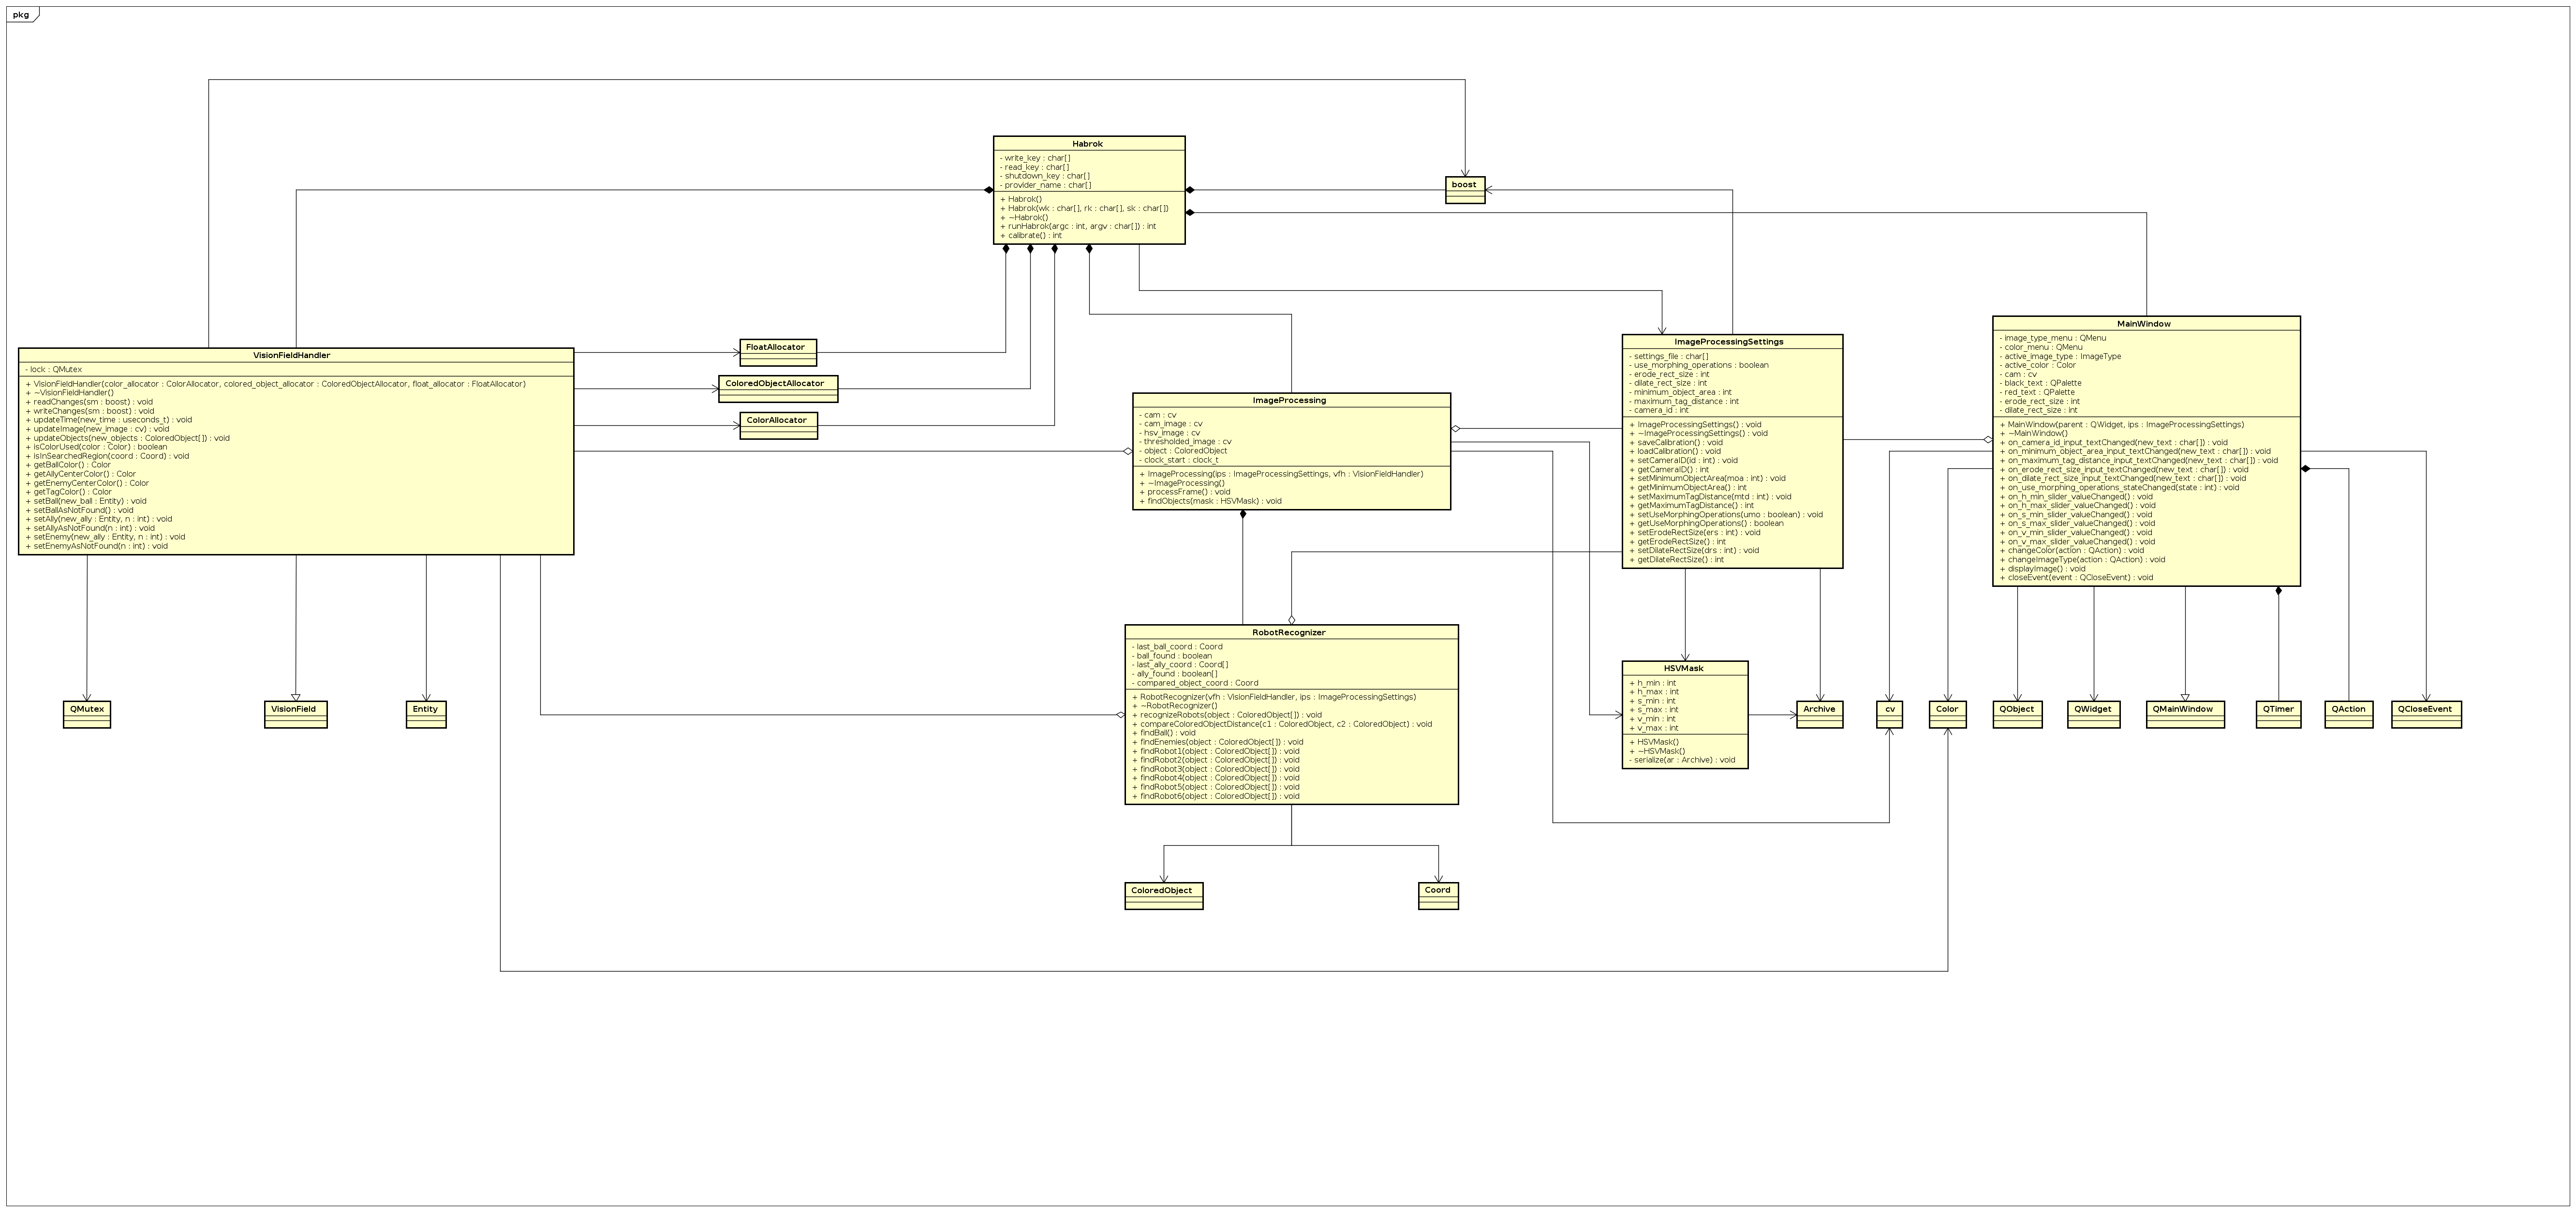 pkg
Habrok
- write_key : char[]
- read_key : char[]
- shutdown_key : char[]
- provider_name : char[]
+ Habrok()
+ Habrok(wk : char[], rk : char[], sk : char[])
+ ~Habrok()
+ runHabrok(argc : int, argv : char[]) : int
+ calibrate() : int
boost
VisionFieldHandler
- lock : QMutex
+ VisionFieldHandler(color_allocator : ColorAllocator, colored_object_allocator : ColoredObjectAllocator, float_allocator : FloatAllocator)
+ ~VisionFieldHandler()
+ readChanges(sm : boost) : void
+ writeChanges(sm : boost) : void
+ updateTime(new_time : useconds_t) : void
+ updateImage(new_image : cv) : void
+ updateObjects(new_objects : ColoredObject[]) : void
+ isColorUsed(color : Color) : boolean
+ isInSearchedRegion(coord : Coord) : void
+ getBallColor() : Color
+ getAllyCenterColor() : Color
+ getEnemyCenterColor() : Color
+ getTagColor() : Color
+ setBall(new_ball : Entity) : void
+ setBallAsNotFound() : void
+ setAlly(new_ally : Entity, n : int) : void
+ setAllyAsNotFound(n : int) : void
+ setEnemy(new_ally : Entity, n : int) : void
+ setEnemyAsNotFound(n : int) : void
FloatAllocator
ColoredObjectAllocator
ColorAllocator
ImageProcessing
- cam : cv
- cam_image : cv
- hsv_image : cv
- thresholded_image : cv
- object : ColoredObject
- clock_start : clock_t
+ ImageProcessing(ips : ImageProcessingSettings, vfh : VisionFieldHandler)
+ ~ImageProcessing()
+ processFrame() : void
+ findObjects(mask : HSVMask) : void
ImageProcessingSettings
- settings_file : char[]
- use_morphing_operations : boolean
- erode_rect_size : int
- dilate_rect_size : int
- minimum_object_area : int
- maximum_tag_distance : int
- camera_id : int
+ ImageProcessingSettings() : void
+ ~ImageProcessingSettings() : void
+ saveCalibration() : void
+ loadCalibration() : void
+ setCameraID(id : int) : void
+ getCameraID() : int
+ setMinimumObjectArea(moa : int) : void
+ getMinimumObjectArea() : int
+ setMaximumTagDistance(mtd : int) : void
+ getMaximumTagDistance() : int
+ setUseMorphingOperations(umo : boolean) : void
+ getUseMorphingOperations() : boolean
+ setErodeRectSize(ers : int) : void
+ getErodeRectSize() : int
+ setDilateRectSize(drs : int) : void
+ getDilateRectSize() : int
MainWindow
- image_type_menu : QMenu
- color_menu : QMenu
- active_image_type : ImageType
- active_color : Color
- cam : cv
- black_text : QPalette
- red_text : QPalette
- erode_rect_size : int
- dilate_rect_size : int
+ MainWindow(parent : QWidget, ips : ImageProcessingSettings)
+ ~MainWindow()
+ on_camera_id_input_textChanged(new_text : char[]) : void
+ on_minimum_object_area_input_textChanged(new_text : char[]) : void
+ on_maximum_tag_distance_input_textChanged(new_text : char[]) : void
+ on_erode_rect_size_input_textChanged(new_text : char[]) : void
+ on_dilate_rect_size_input_textChanged(new_text : char[]) : void
+ on_use_morphing_operations_stateChanged(state : int) : void
+ on_h_min_slider_valueChanged() : void
+ on_h_max_slider_valueChanged() : void
+ on_s_min_slider_valueChanged() : void
+ on_s_max_slider_valueChanged() : void
+ on_v_min_slider_valueChanged() : void
+ on_v_max_slider_valueChanged() : void
+ changeColor(action : QAction) : void
+ changeImageType(action : QAction) : void
+ displayImage() : void
+ closeEvent(event : QCloseEvent) : void
RobotRecognizer
- last_ball_coord : Coord
- ball_found : boolean
- last_ally_coord : Coord[]
- ally_found : boolean[]
- compared_object_coord : Coord
+ RobotRecognizer(vfh : VisionFieldHandler, ips : ImageProcessingSettings)
+ ~RobotRecognizer()
+ recognizeRobots(object : ColoredObject[]) : void
+ compareColoredObjectDistance(c1 : ColoredObject, c2 : ColoredObject) : void
+ findBall() : void
+ findEnemies(object : ColoredObject[]) : void
+ findRobot1(object : ColoredObject[]) : void
+ findRobot2(object : ColoredObject[]) : void
+ findRobot3(object : ColoredObject[]) : void
+ findRobot4(object : ColoredObject[]) : void
+ findRobot5(object : ColoredObject[]) : void
+ findRobot6(object : ColoredObject[]) : void
HSVMask
+ h_min : int
+ h_max : int
+ s_min : int
+ s_max : int
+ v_min : int
+ v_max : int
+ HSVMask()
+ ~HSVMask()
- serialize(ar : Archive) : void
QMutex
VisionField
Entity
Archive
cv
Color
QObject
QWidget
QMainWindow
QTimer
QAction
QCloseEvent
ColoredObject
Coord